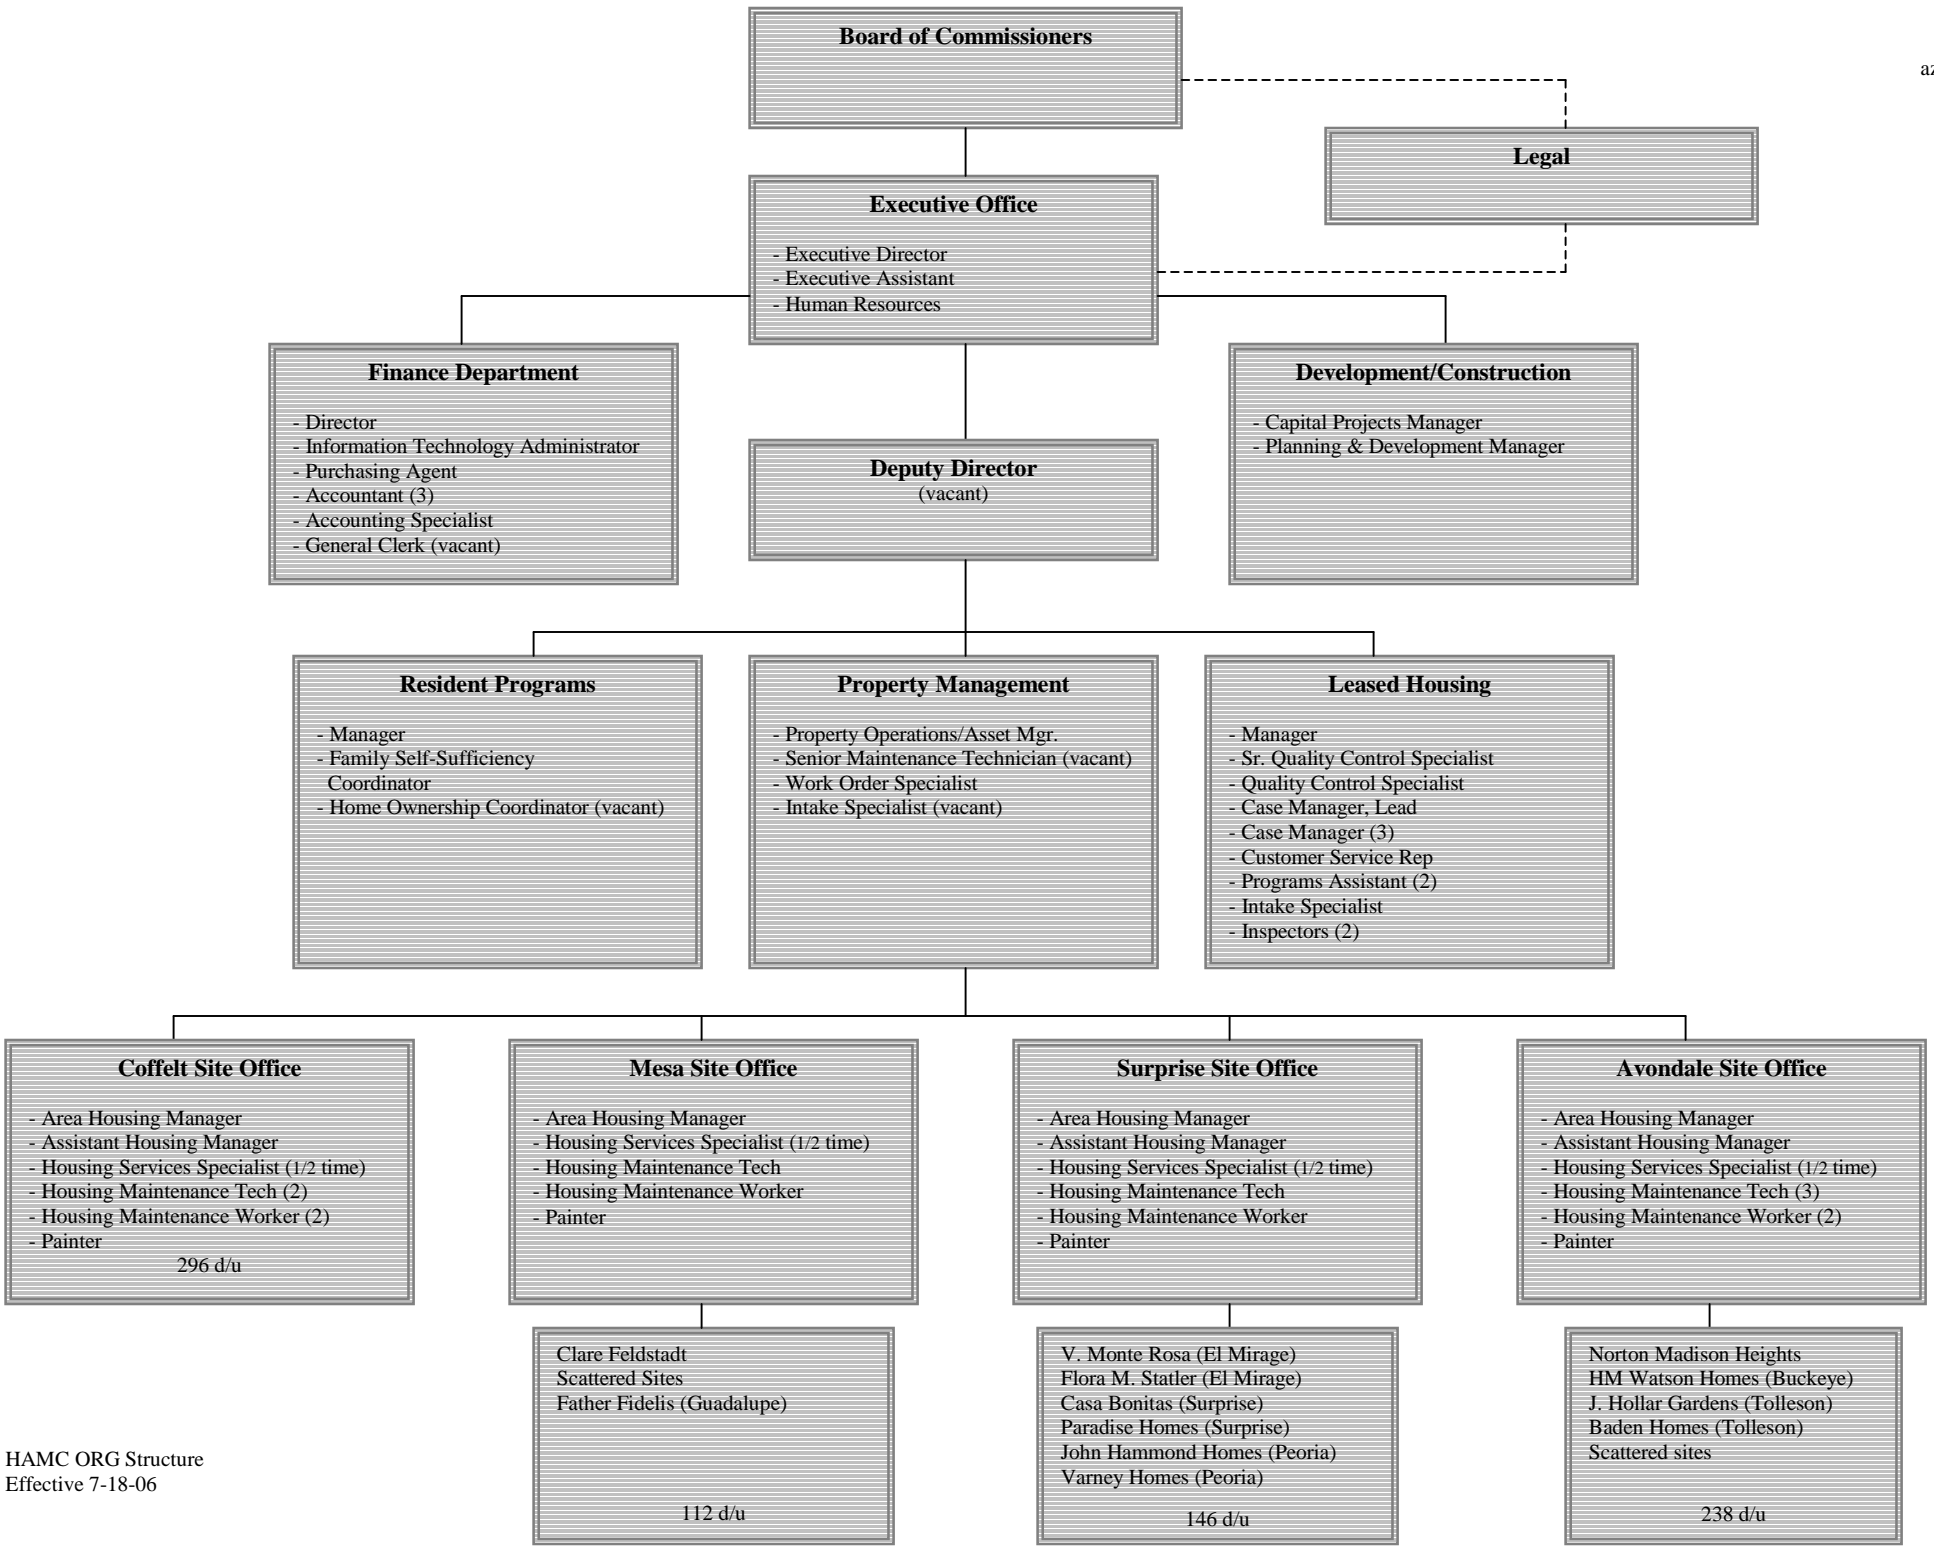 Board of Commissioners
az
Legal
Executive Office
- Executive Director
- Executive Assistant
- Human Resources
Finance Department
- Director
- Information Technology Administrator
- Purchasing Agent
- Accountant (3)
- Accounting Specialist
- General Clerk (vacant)
Development/Construction
- Capital Projects Manager
- Planning & Development Manager
Deputy Director
(vacant)
Resident Programs
- Manager
- Family Self-Sufficiency
Coordinator
- Home Ownership Coordinator (vacant)
Property Management
- Property Operations/Asset Mgr.
- Senior Maintenance Technician (vacant)
- Work Order Specialist
- Intake Specialist (vacant)
Leased Housing
- Manager
- Sr. Quality Control Specialist
- Quality Control Specialist
- Case Manager, Lead
- Case Manager (3)
- Customer Service Rep
- Programs Assistant (2)
- Intake Specialist
- Inspectors (2)
Coffelt Site Office
- Area Housing Manager
- Assistant Housing Manager
- Housing Services Specialist (1/2 time)
- Housing Maintenance Tech (2)
- Housing Maintenance Worker (2)
- Painter
296 d/u
Mesa Site Office
- Area Housing Manager
- Housing Services Specialist (1/2 time)
- Housing Maintenance Tech
- Housing Maintenance Worker
- Painter
Surprise Site Office
- Area Housing Manager
- Assistant Housing Manager
- Housing Services Specialist (1/2 time)
- Housing Maintenance Tech
- Housing Maintenance Worker
- Painter
Avondale Site Office
- Area Housing Manager
- Assistant Housing Manager
- Housing Services Specialist (1/2 time)
- Housing Maintenance Tech (3)
- Housing Maintenance Worker (2)
- Painter
Clare Feldstadt
Scattered Sites
Father Fidelis (Guadalupe)
112 d/u
V. Monte Rosa (El Mirage)
Flora M. Statler (El Mirage)
Casa Bonitas (Surprise)
Paradise Homes (Surprise)
John Hammond Homes (Peoria)
Varney Homes (Peoria)
146 d/u
Norton Madison Heights
HM Watson Homes (Buckeye)
J. Hollar Gardens (Tolleson)
Baden Homes (Tolleson)
Scattered sites
238 d/u
HAMC ORG Structure
Effective 7-18-06